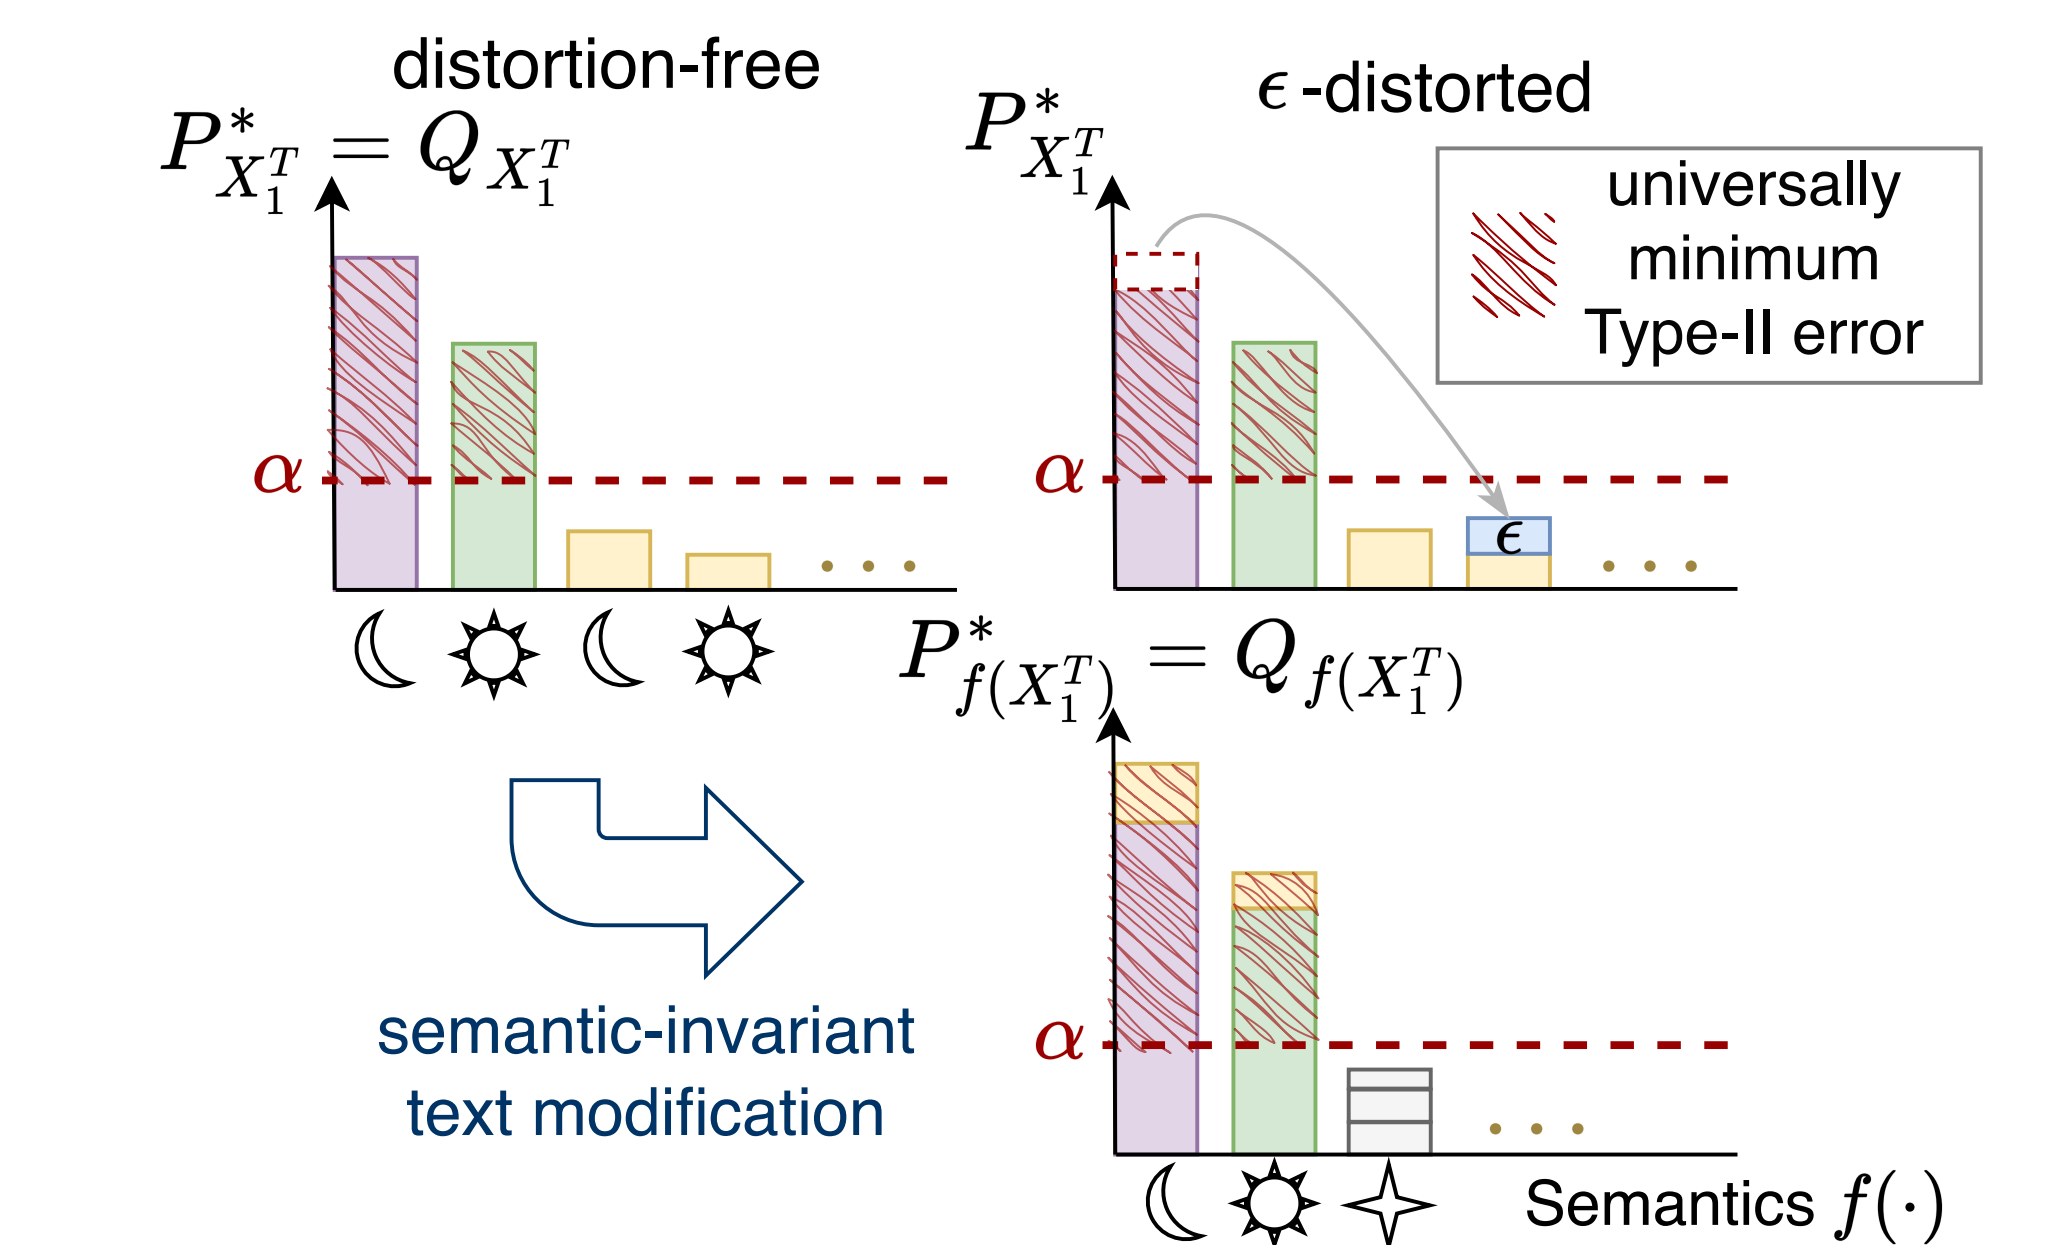 distortion-free
$P^*_{X_1^T} = Q_{X_1^T}$
α
ϵ -distorted
$P^*_{X_1^T}$
universally
minimum
Type-II error
α
ϵ
. . .
. . .
$P^*_{f(X_1^T)} = Q_{f(X_1^T)}$
semantic-invariant
text modification
α
. . .
Semantics $f(\cdot)$